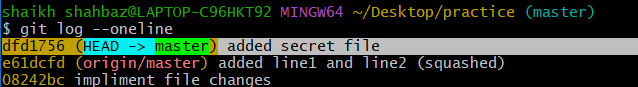 shaikh shahbaz@LAPTOP-C96HKT92 MINGW64 ~/Desktop/practice (master)
$ git log --oneline
dfd1756 (HEAD -> master) added secret file
e61dcfd (origin/master) added line1 and line2 (squashed)
08242bc impliment file changes